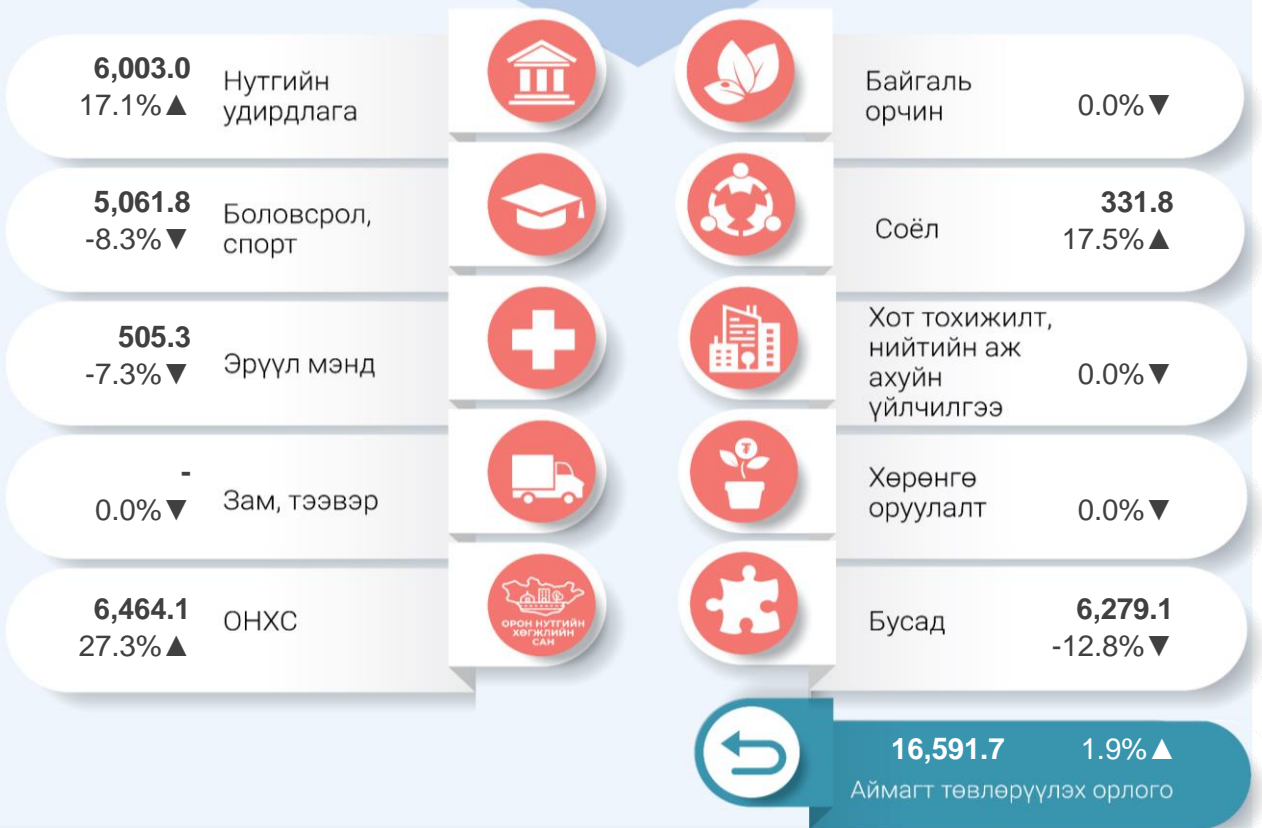 6,003.0
17.1%▲
Нутгийн
удирдлага
5,061.8
-8.3%▼
Боловсрол,
спорт
505.3
-7.3%▼
Эрүүл мэнд
-
0.0%▼
Зам, тээвэр
6,464.1
27.3%▲
ОНХС
ОРОН НУТГИЙН
ХӨГЖЛИЙН
САН
Байгаль
орчин
0.0%▼
Соёл
331.8
17.5%▲
Хот тохижилт,
нийтийн аж
ахуйн
үйлчилгээ
0.0%▼
₮
Хөрөнгө
оруулалт
0.0%▼
Бусад
6,279.1
-12.8%▼
16,591.7 1.9%▲
Аймагт төвлөрүүлэх орлого